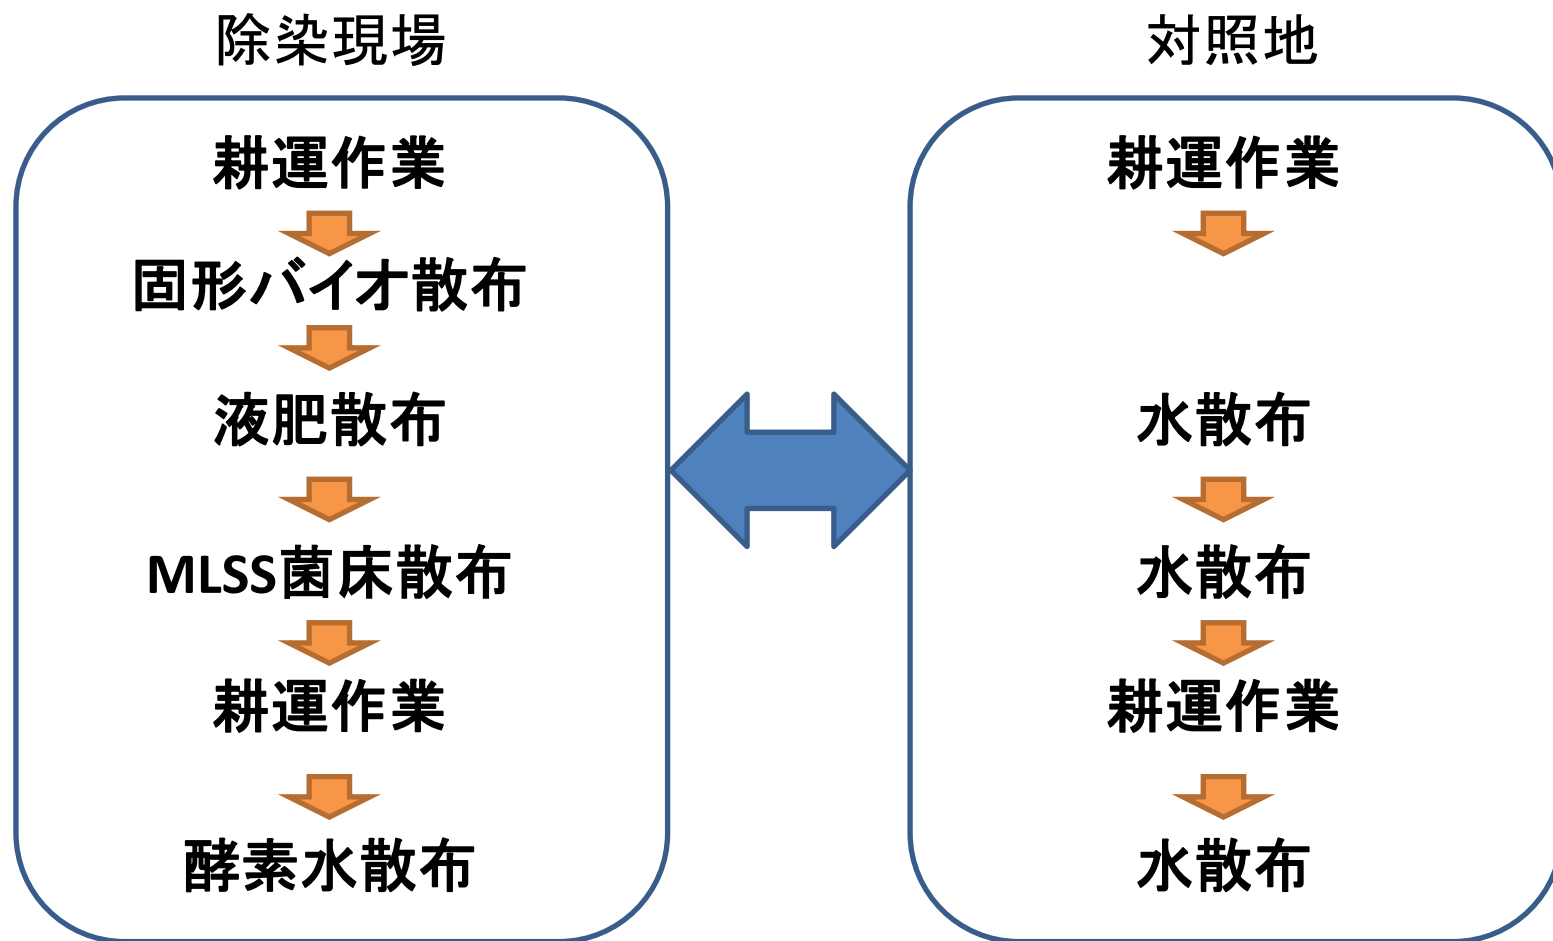 除染現場
耕運作業
固形バイオ散布
液肥散布
MLSS菌床散布
耕運作業
酵素水散布
対照地
耕運作業
水散布
水散布
耕運作業
水散布